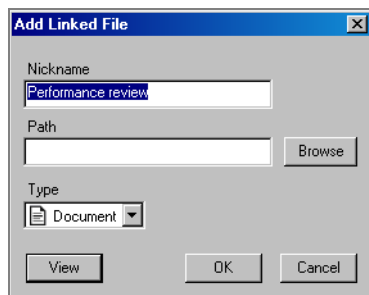 Add Linked File
Nickname
Performance review
Path
Browse
Type
Document
View OK Cancel